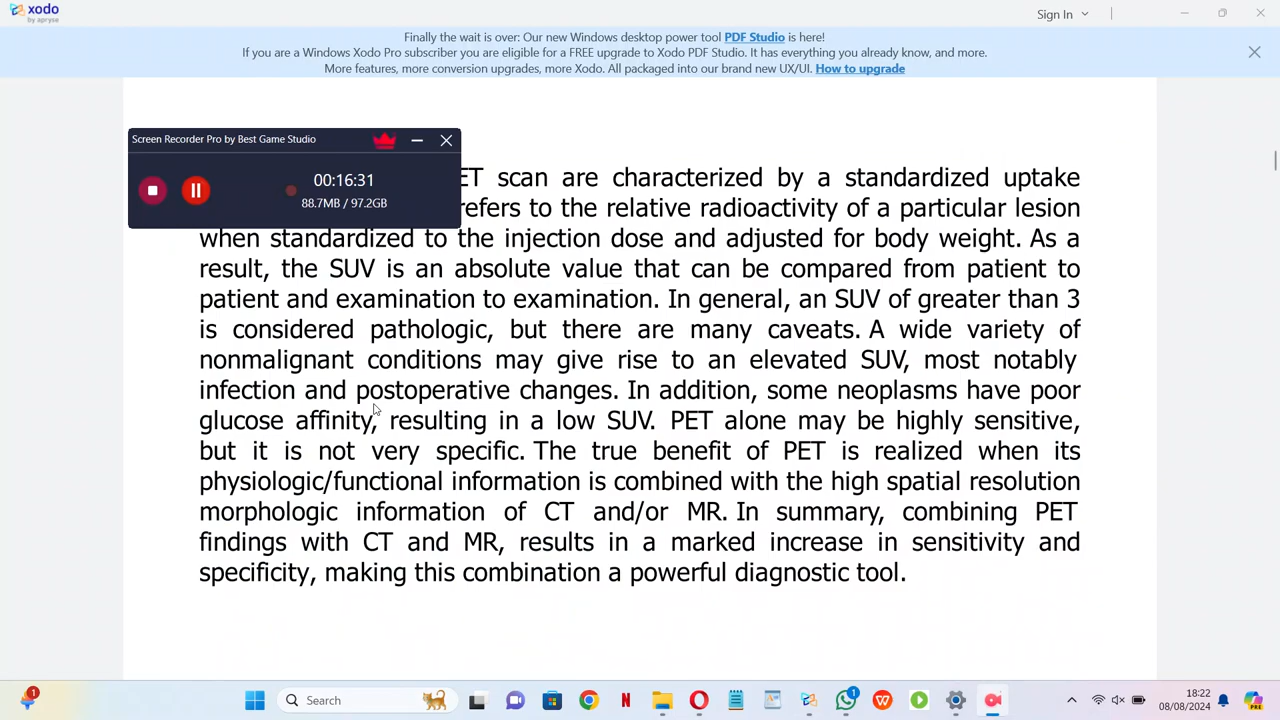 xodo
by apryse
Sign In
Finally the wait is over: Our new Windows desktop power tool PDF Studio is here!
If you are a Windows Xodo Pro subscriber you are eligible for a FREE upgrade to Xodo PDF Studio. It has everything you already know, and more.
More features, more conversion upgrades, more Xodo. All packaged into our brand new UX/UI. How to upgrade
Screen Recorder Pro by Best Game Studio
00:16:31
88.7MB / 97.2GB
scan are characterized by a standardized uptake
refers to the relative radioactivity of a particular lesion
when standardized to the injection dose and adjusted for body weight. As a
result, the SUV is an absolute value that can be compared from patient to
patient and examination to examination. In general, an SUV of greater than 3
is considered pathologic, but there are many caveats. A wide variety of
nonmalignant conditions may give rise to an elevated SUV, most notably
infection and postoperative changes. In addition, some neoplasms have poor
glucose affinity, resulting in a low SUV. PET alone may be highly sensitive,
but it is not very specific. The true benefit of PET is realized when its
physiologic/functional information is combined with the high spatial resolution
morphologic information of CT and/or MR. In summary, combining PET
findings with CT and MR, results in a marked increase in sensitivity and
specificity, making this combination a powerful diagnostic tool.
1
Search
1
18:22
08/08/2024